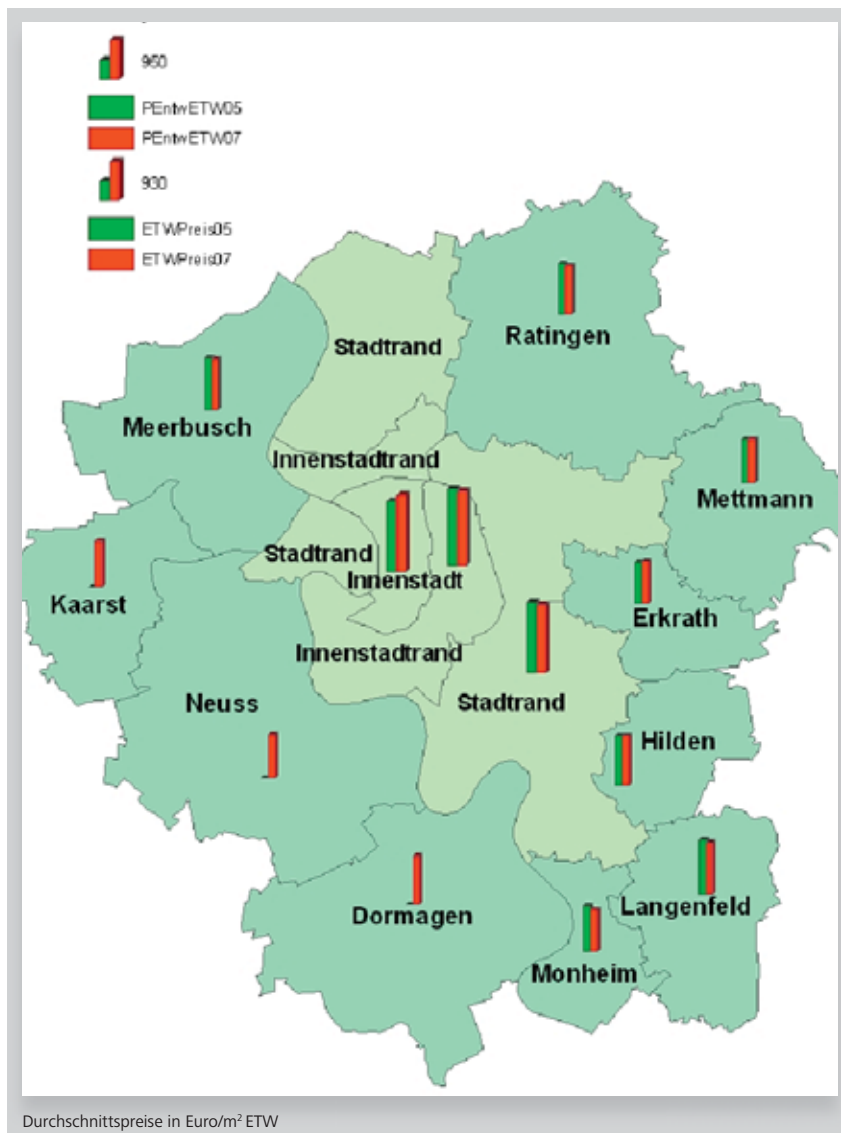 960
PEntwETW05
PEntwETW07
930
ETWPreis05
ETWPreis07
Ratingen
Stadtrand
Meerbusch
Innenstadtrand
Mettmann
Stadtrand
Innenstadt
Kaarst
Erkrath
Innenstadtrand
Neuss
Stadtrand
Hilden
Langenfeld
Dormagen
Monheim
Durchschnittspreise in Euro/m² ETW